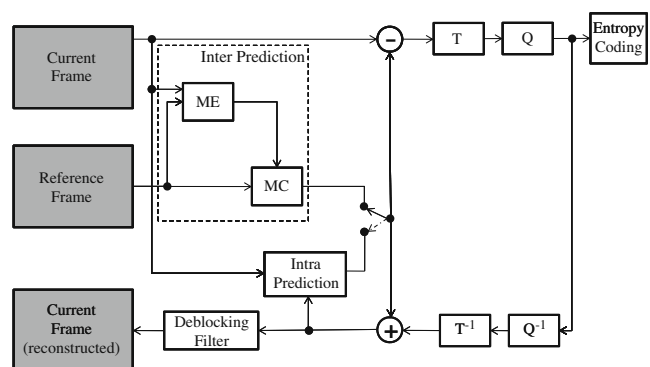 Current
Frame
Inter Prediction
−
T
Q
Entropy
Coding
ME
Reference
Frame
MC
Intra
Prediction
Current
Frame
(reconstructed)
Deblocking
Filter
+
T-1
Q-1